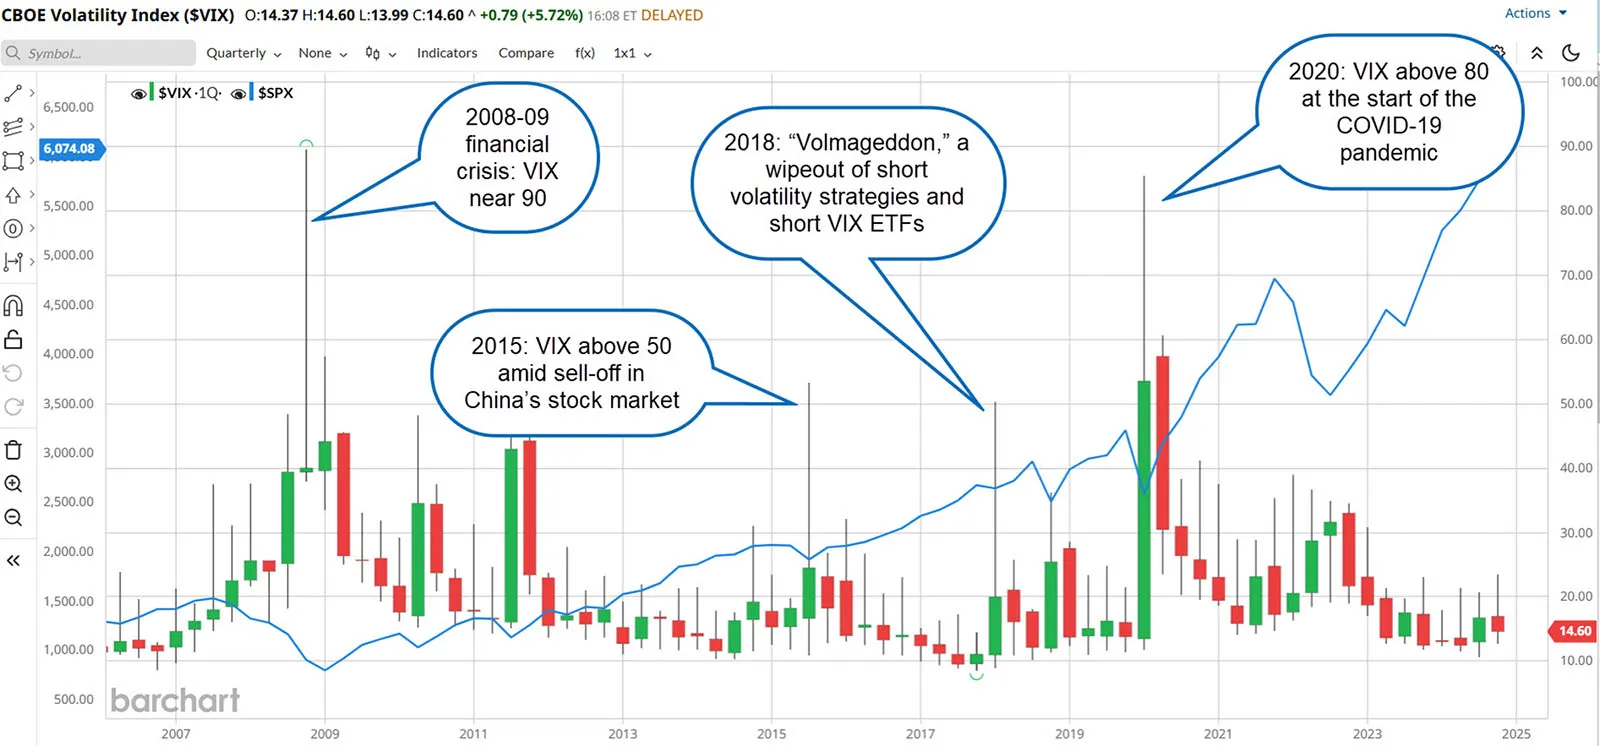 CBOE Volatility Index ($VIX) O:14.37 H:14.60 L:13.99 C:14.60 ^ +0.79 (+5.72%) 16:08 ET DELAYED
Actions
Symbol...
Quarterly
None
Indicators
Compare
f(x)
1x1
$VIX ·1Q·
$SPX
2008-09
financial
crisis: VIX
near 90
2018: “Volmageddon,” a
wipeout of short
volatility strategies and
short VIX ETFs
2020: VIX above 80
at the start of the
COVID-19
pandemic
2015: VIX above 50
amid sell-off in
China’s stock market
6,500.00
6,074.08
5,500.00
5,000.00
4,500.00
4,000.00
3,500.00
3,000.00
2,500.00
2,000.00
1,500.00
1,000.00
500.00
100.00
90.00
80.00
70.00
60.00
50.00
40.00
30.00
20.00
14.60
10.00
barchart
2007 2009 2011 2013 2015 2017 2019 2021 2023 2025